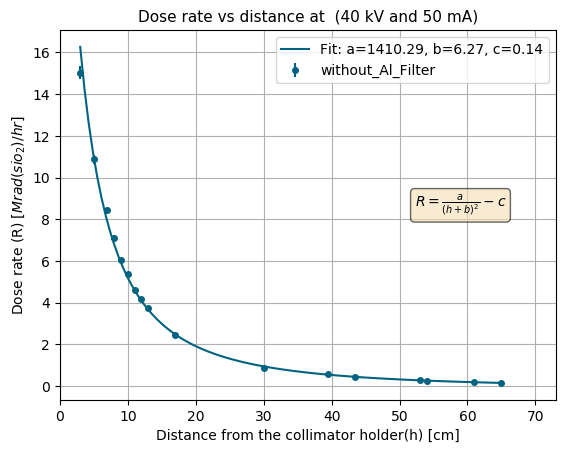 Dose rate vs distance at  (40 kV and 50 mA)
Dose rate (R) [Mrad(sio₂)/hr]
16
14
12
10
8
6
4
2
0
Fit: a=1410.29, b=6.27, c=0.14
without_Al_Filter
R = a/(h + b)² − c
0 10 20 30 40 50 60 70
Distance from the collimator holder(h) [cm]